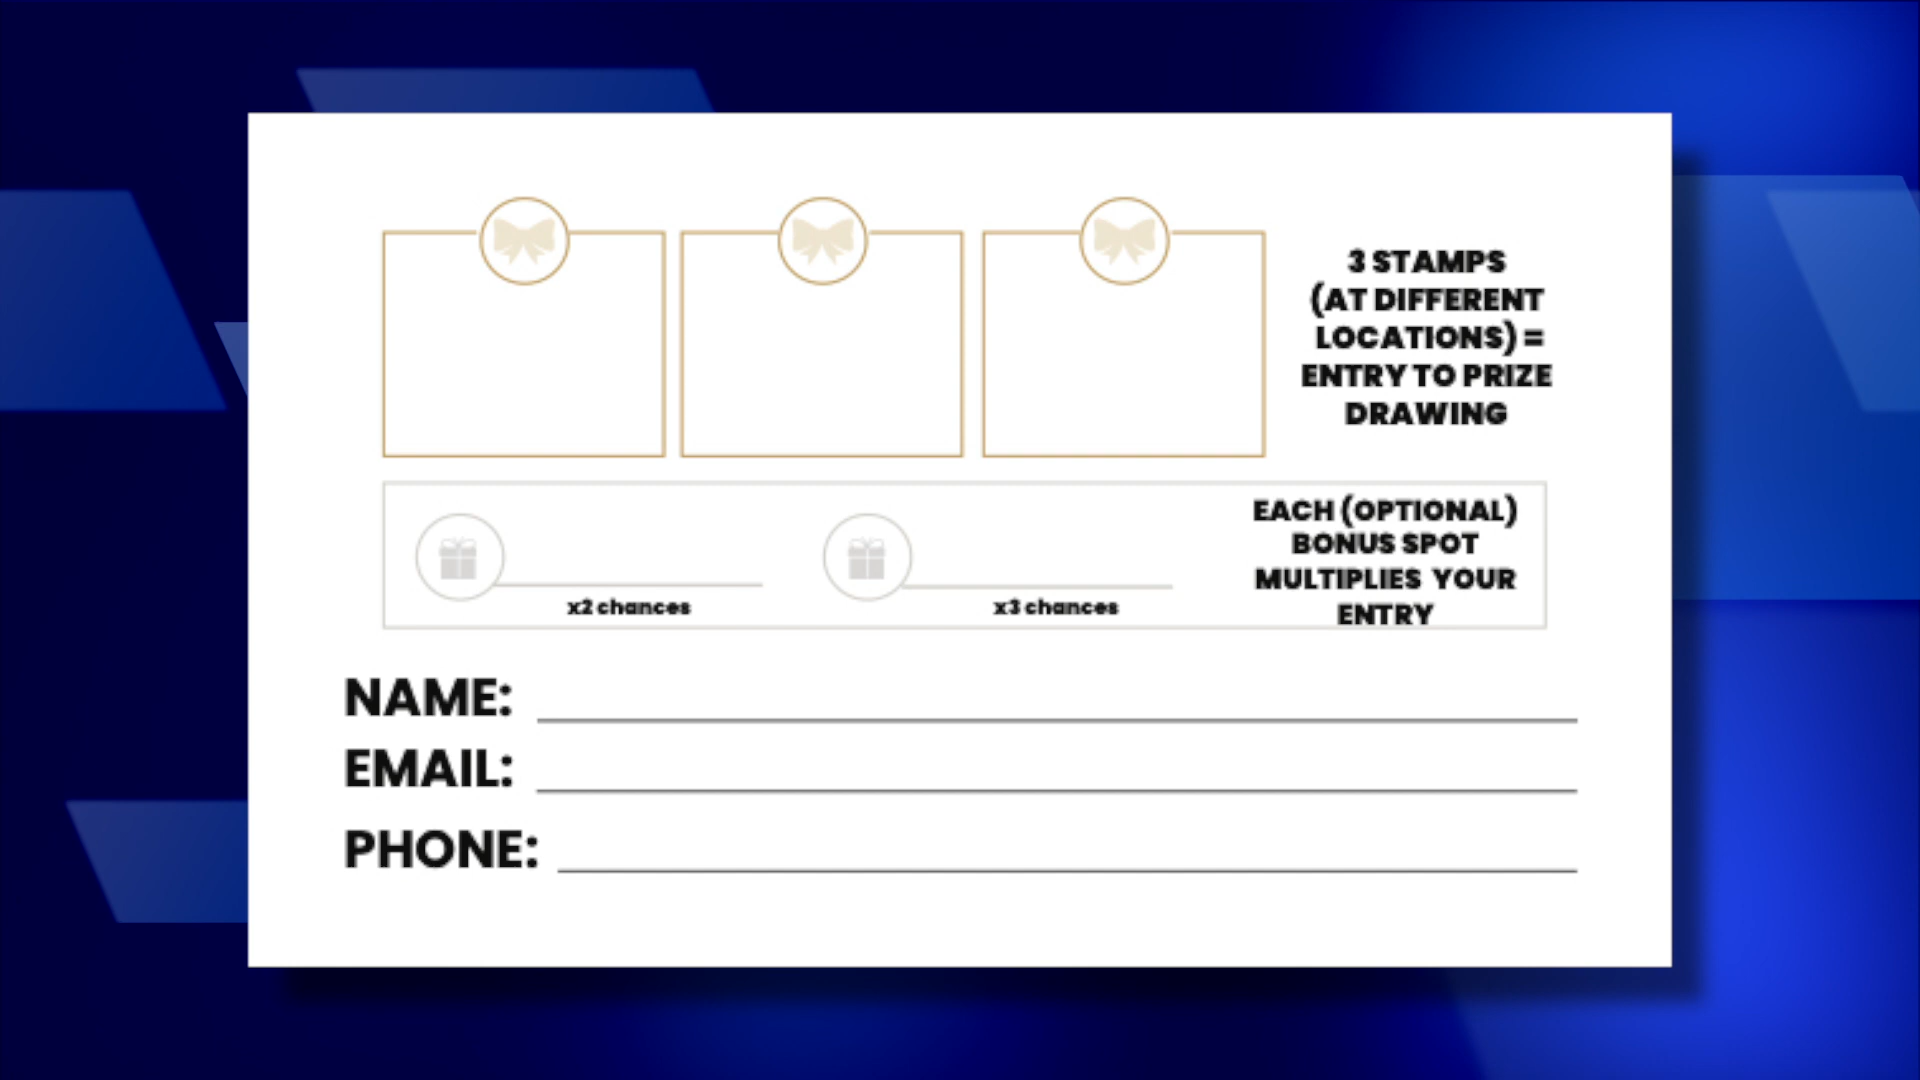 3 STAMPS
(AT DIFFERENT
LOCATIONS) =
ENTRY TO PRIZE
DRAWING
x2 chances
x3 chances
EACH (OPTIONAL)
BONUS SPOT
MULTIPLIES YOUR
ENTRY
NAME:
EMAIL:
PHONE: